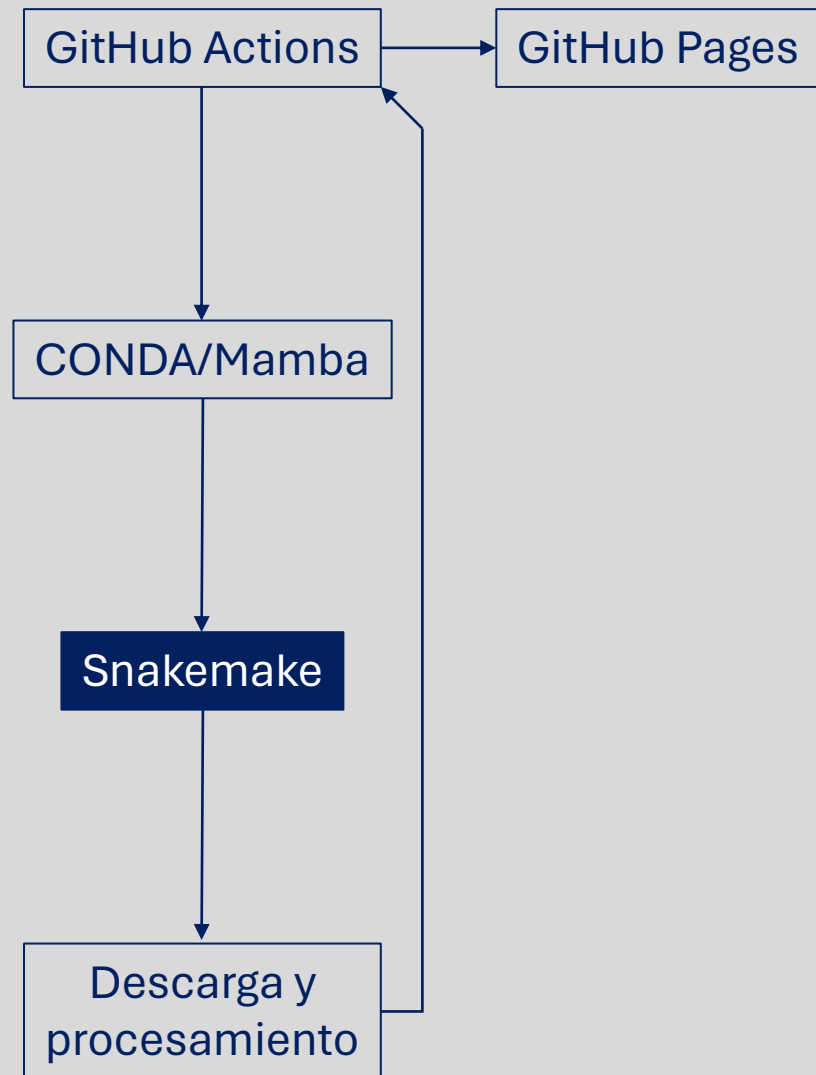 GitHub Actions
GitHub Pages
CONDA/Mamba
Snakemake
Descarga y
procesamiento